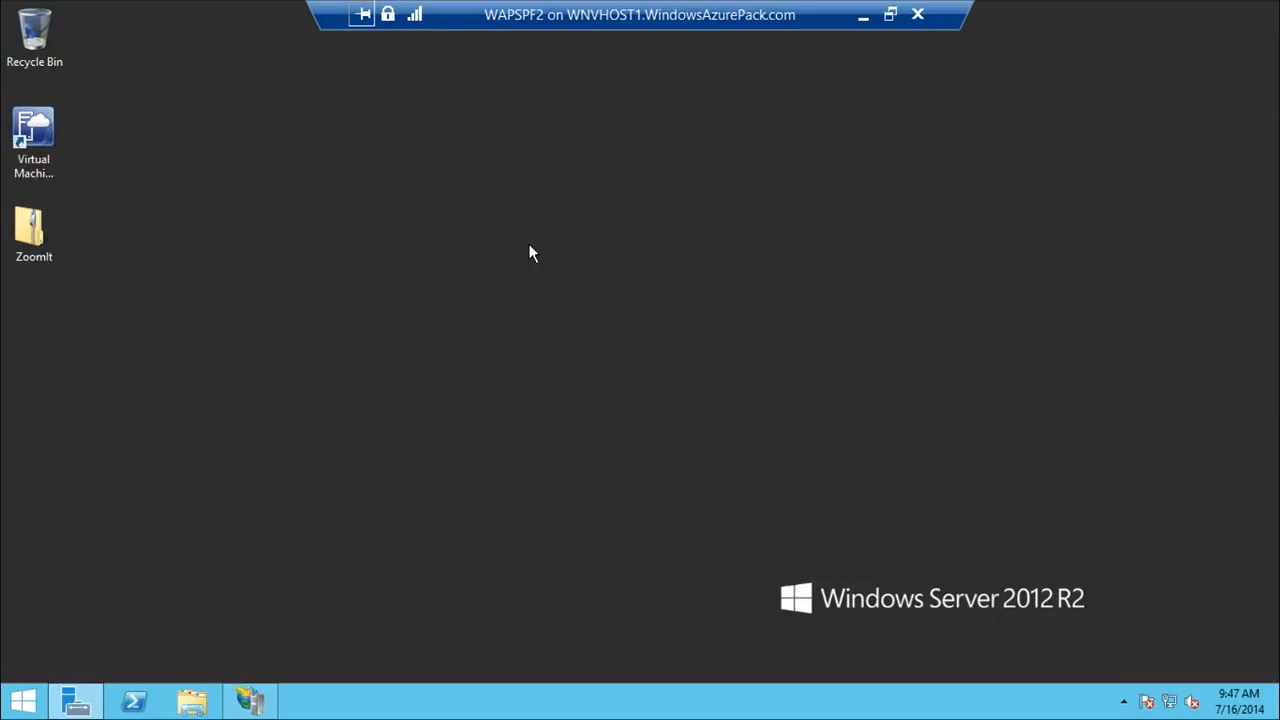 WAPSPF2 on WNVHOST1.WindowsAzurePack.com
Recycle Bin
Virtual
Machi...
ZoomIt
Windows Server 2012 R2
9:47 AM
7/16/2014